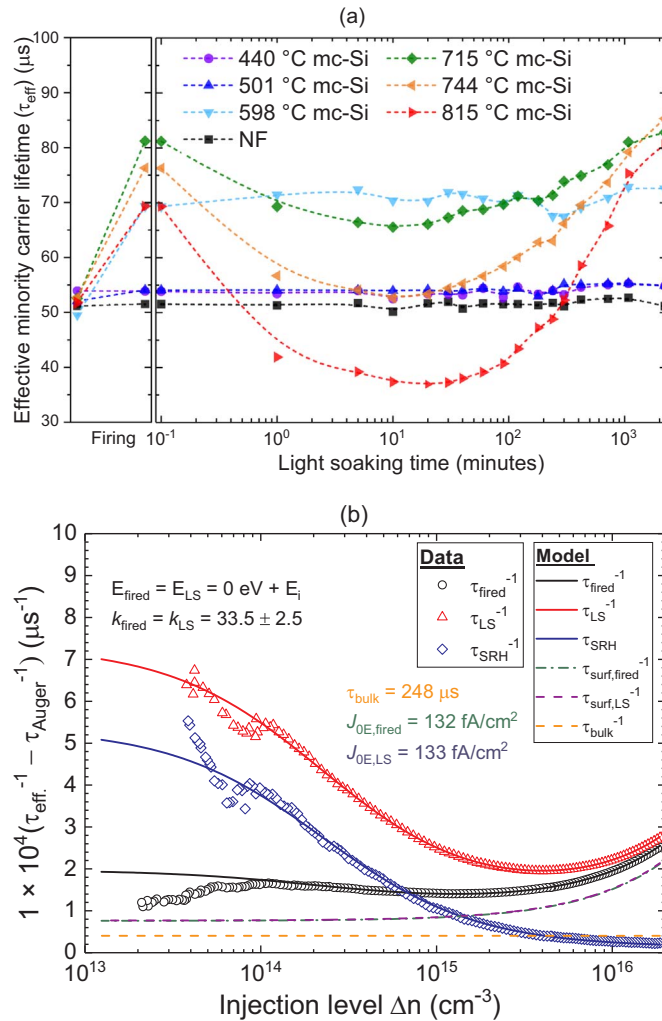 (a)
Effective minority carrier lifetime (τeff) (μs)
100
90
80
70
60
50
40
30
440 °C mc-Si
715 °C mc-Si
501 °C mc-Si
744 °C mc-Si
598 °C mc-Si
815 °C mc-Si
NF
Firing
10⁻¹
10⁰
10¹
10²
10³
Light soaking time (minutes)
(b)
1 × 10⁴(τeff.⁻¹ − τAuger⁻¹) (μs⁻¹)
10
9
8
7
6
5
4
3
2
1
0
Efired = ELS = 0 eV + Ei
kfired = kLS = 33.5 ± 2.5
Data
τfired⁻¹
τLS⁻¹
τSRH⁻¹
Model
τfired⁻¹
τLS⁻¹
τSRH
τsurf,fired⁻¹
τsurf,LS⁻¹
τbulk⁻¹
τbulk = 248 μs
J0E,fired = 132 fA/cm²
J0E,LS = 133 fA/cm²
10¹³
10¹⁴
10¹⁵
10¹⁶
Injection level Δn (cm⁻³)